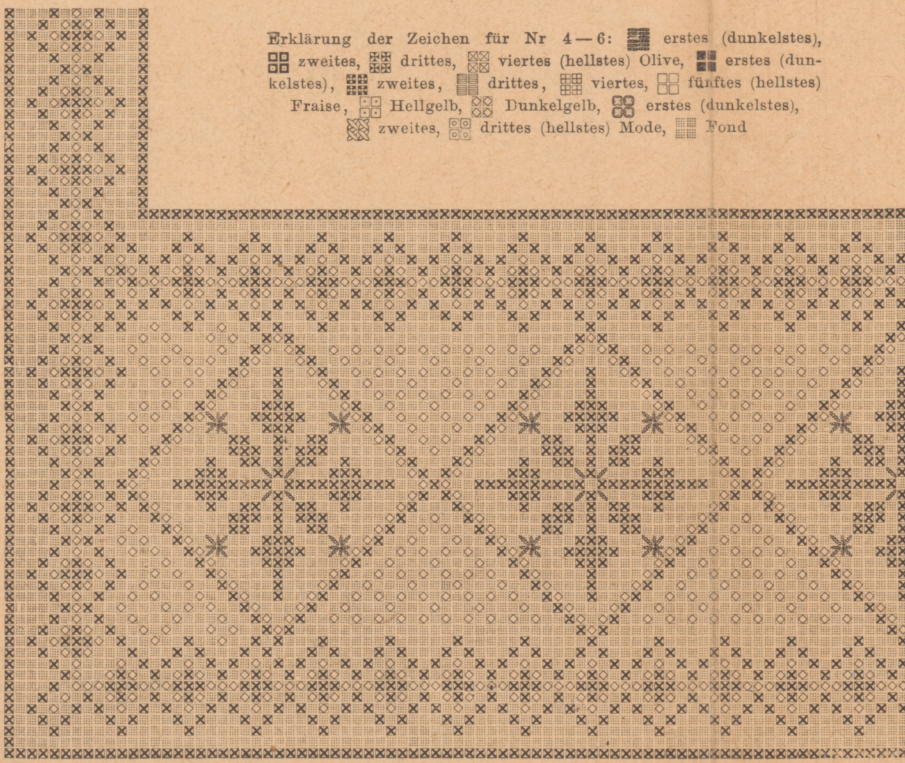 Erklärung der Zeichen für Nr 4—6: erstes (dunkelstes),
zweites, drittes, viertes (hellstes) Olive, erstes (dun-
kelstes), zweites, drittes, viertes, fünftes (hellstes)
Fraise, Hellgelb, Dunkelgelb, erstes (dunkelstes),
zweites, drittes (hellstes) Mode, Fond